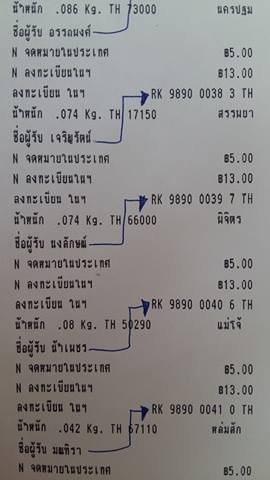 น้ำหนัก .086 Kg. TH 73000 นครปฐม
ชื่อผู้รับ อรรถพงศ์
N จดหมายในประเทศ ฿5.00
N ลงทะเบียนในฯ ฿13.00
ลงทะเบียน ในฯ RK 9890 0038 3 TH
น้ำหนัก .074 Kg. TH 17150 สรรพยา
ชื่อผู้รับ เจริญรัตน์
N จดหมายในประเทศ ฿5.00
N ลงทะเบียนในฯ ฿13.00
ลงทะเบียน ในฯ RK 9890 0039 7 TH
น้ำหนัก .074 Kg. TH 66000 พิจิตร
ชื่อผู้รับ นงลักษณ์
N จดหมายในประเทศ ฿5.00
N ลงทะเบียนในฯ ฿13.00
ลงทะเบียน ในฯ RK 9890 0040 6 TH
น้ำหนัก .08 Kg. TH 50290 แม่โจ้
ชื่อผู้รับ น้ำเพชร
N จดหมายในประเทศ ฿5.00
N ลงทะเบียนในฯ ฿13.00
ลงทะเบียน ในฯ RK 9890 0041 0 TH
น้ำหนัก .042 Kg. TH 67110 หล่มสัก
ชื่อผู้รับ มณทิรา
N จดหมายในประเทศ ฿5.00